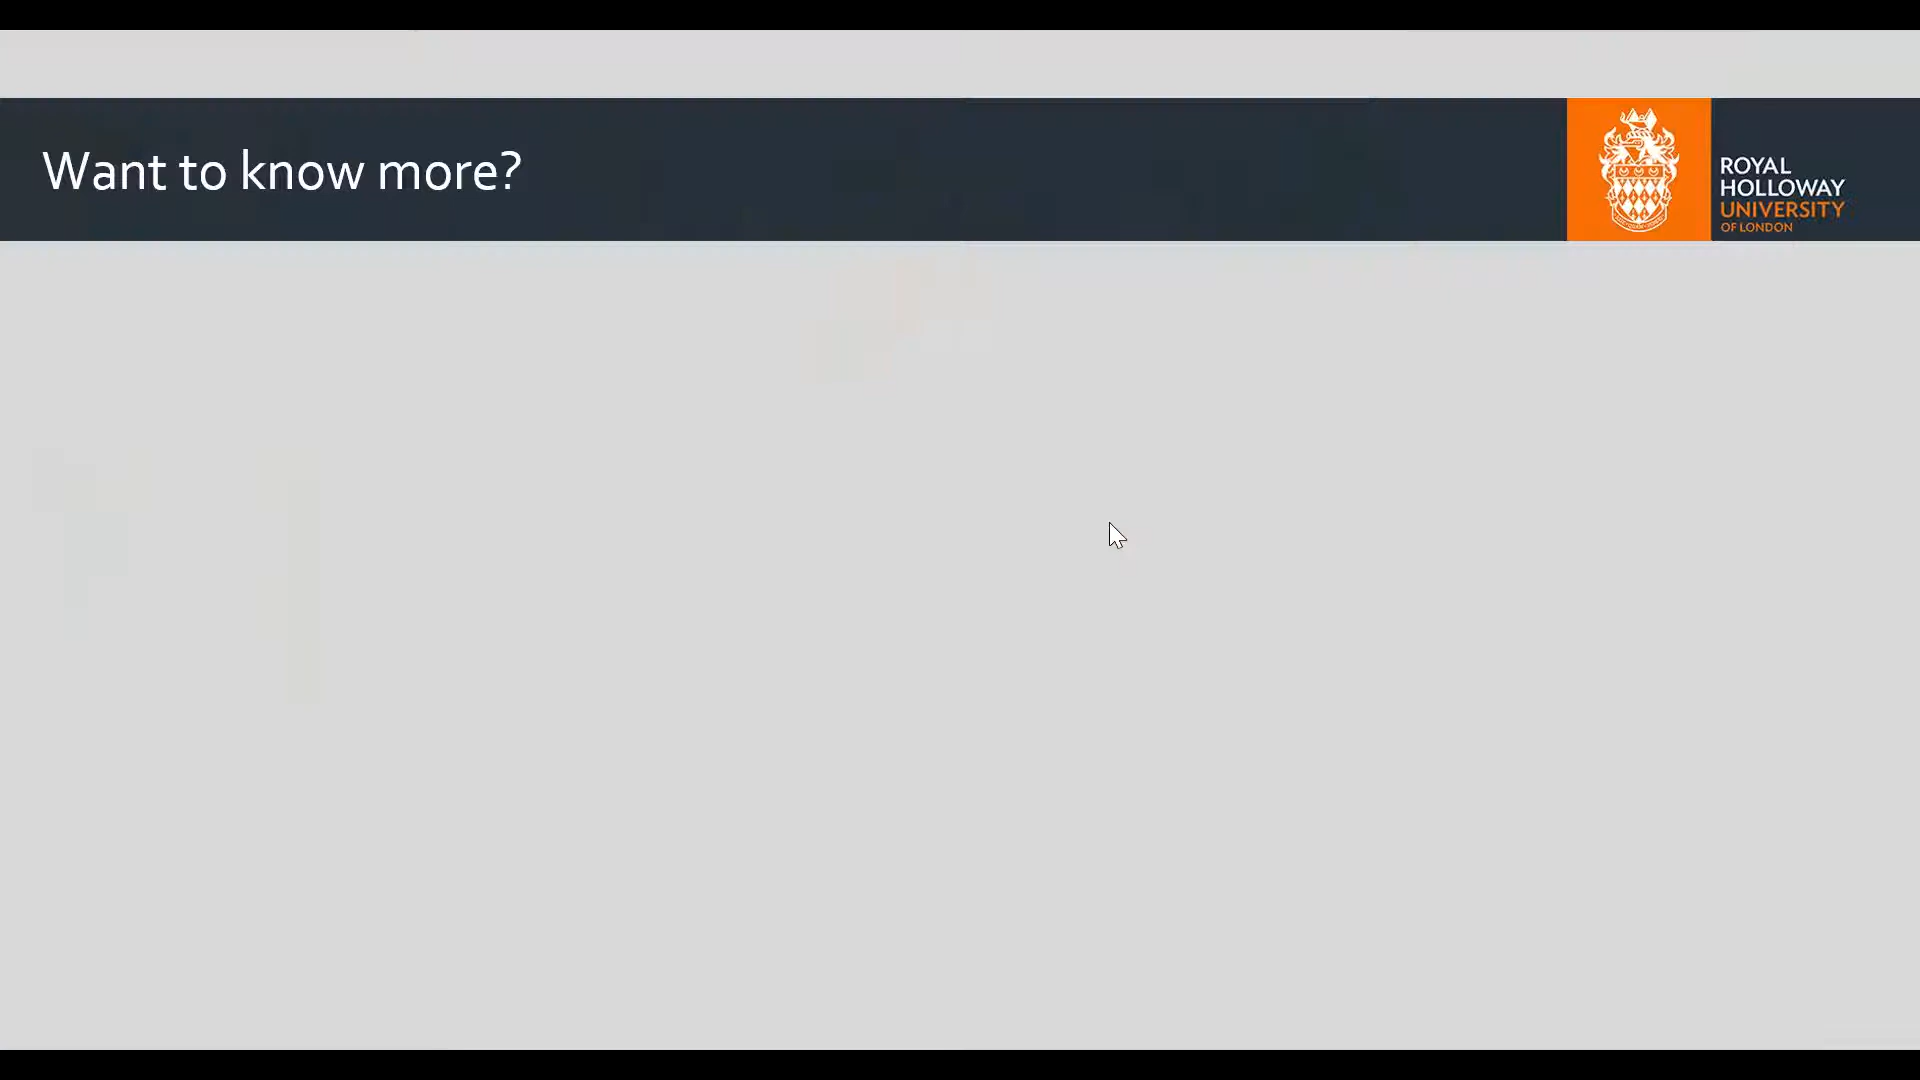 Want to know more?
ROYAL
HOLLOWAY
UNIVERSITY
OF LONDON